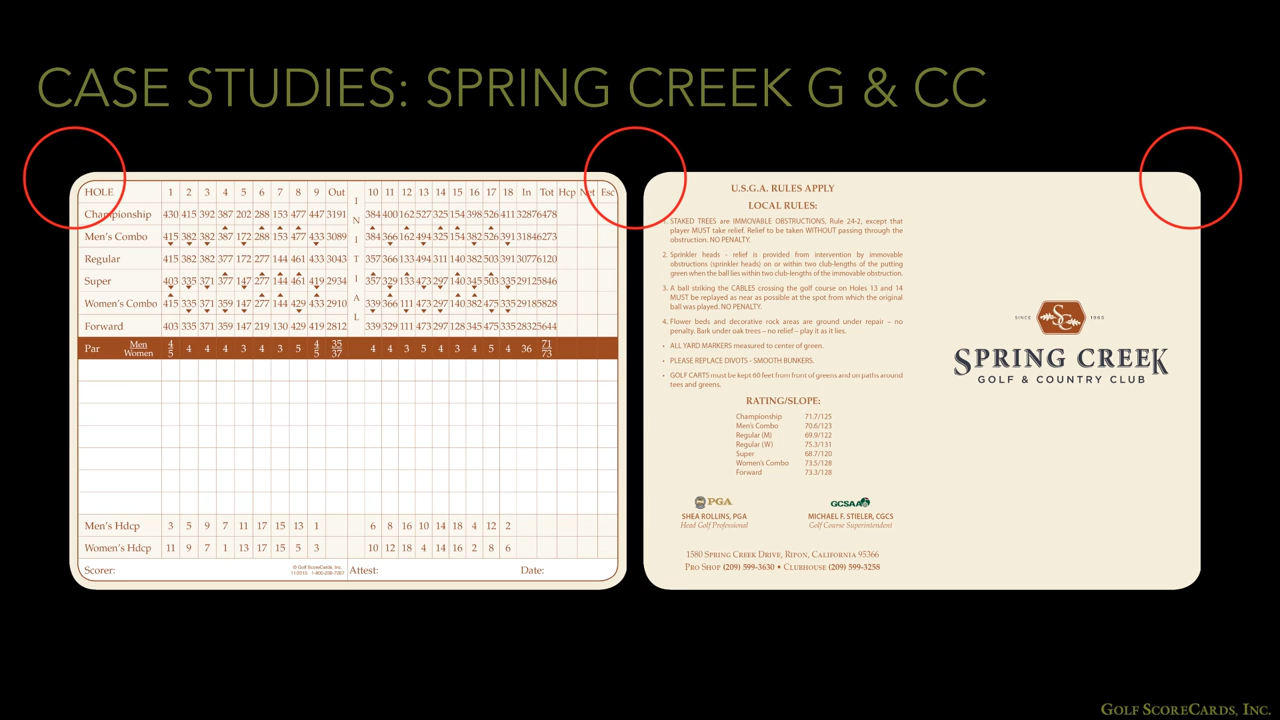 CASE STUDIES: SPRING CREEK G & CC
HOLE 1 2 3 4 5 6 7 8 9 Out INITIAL 10 11 12 13 14 15 16 17 18 In Tot Hcp Net Esc
Championship 430 415 392 387 202 288 153 477 447 3191 384 400 162 527 325 154 398 526 411 3287 6478
Men's Combo 415 382 382 387 172 288 153 477 433 3089 384 366 162 494 325 154 382 526 391 3184 6273
Regular 415 382 382 377 172 277 144 461 433 3043 357 366 133 494 311 140 382 503 391 3077 6120
Super 403 335 371 377 147 277 144 461 419 2934 357 329 133 473 297 140 345 503 335 2912 5846
Women's Combo 415 335 371 359 147 277 144 429 433 2910 339 366 111 473 297 140 382 475 335 2918 5828
Forward 403 335 371 359 147 219 130 429 419 2812 339 329 111 473 297 128 345 475 335 2832 5644
Par Men 4 4 4 4 3 4 3 5 4 35 4 4 3 5 4 3 4 5 4 36 71
Women 5 5 37 73
Men's Hdcp 3 5 9 7 11 17 15 13 1 6 8 16 10 14 18 4 12 2
Women's Hdcp 11 9 7 1 13 17 15 5 3 10 12 18 4 14 16 2 8 6
Scorer: © Golf ScoreCards, Inc. Attest: Date:
11/2015 1-800-238-7267
U.S.G.A. RULES APPLY
LOCAL RULES:
1. STAKED TREES are IMMOVABLE OBSTRUCTIONS, Rule 24-2, except that
player MUST take relief. Relief to be taken WITHOUT passing through the
obstruction. NO PENALTY.
2. Sprinkler heads - relief is provided from intervention by immovable
obstructions (sprinkler heads) on or within two club-lengths of the putting
green when the ball lies within two club-lengths of the immovable obstruction.
3. A ball striking the CABLES crossing the golf course on Holes 13 and 14
MUST be replayed as near as possible at the spot from which the original
ball was played. NO PENALTY.
4. Flower beds and decorative rock areas are ground under repair – no
penalty. Bark under oak trees – no relief – play it as it lies.
• ALL YARD MARKERS measured to center of green.
• PLEASE REPLACE DIVOTS - SMOOTH BUNKERS.
• GOLF CARTS must be kept 60 feet from front of greens and on paths around
tees and greens.
RATING/SLOPE:
Championship 71.7/125
Men's Combo 70.6/123
Regular (M) 69.9/122
Regular (W) 75.3/131
Super 68.7/120
Women's Combo 73.5/128
Forward 73.3/128
PGA GCSAA
SHEA ROLLINS, PGA MICHAEL F. STIELER, CGCS
Head Golf Professional Golf Course Superintendent
1580 SPRING CREEK DRIVE, RIPON, CALIFORNIA 95366
PRO SHOP (209) 599-3630 • CLUBHOUSE (209) 599-3258
SINCE SC 1965
SPRING CREEK
GOLF & COUNTRY CLUB
GOLF SCORECARDS, INC.